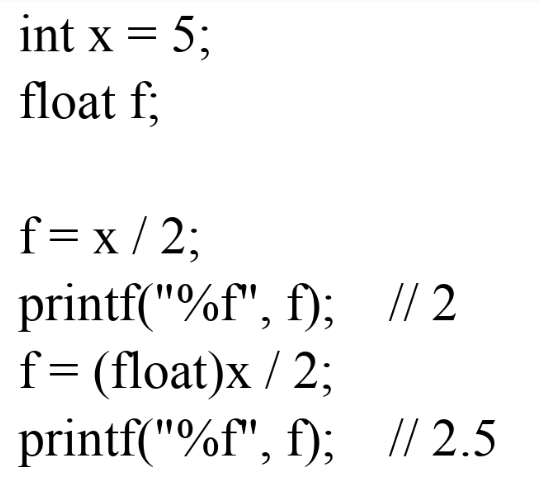 int x = 5;
float f;
f = x / 2;
printf("%f", f);    // 2
f = (float)x / 2;
printf("%f", f);    // 2.5